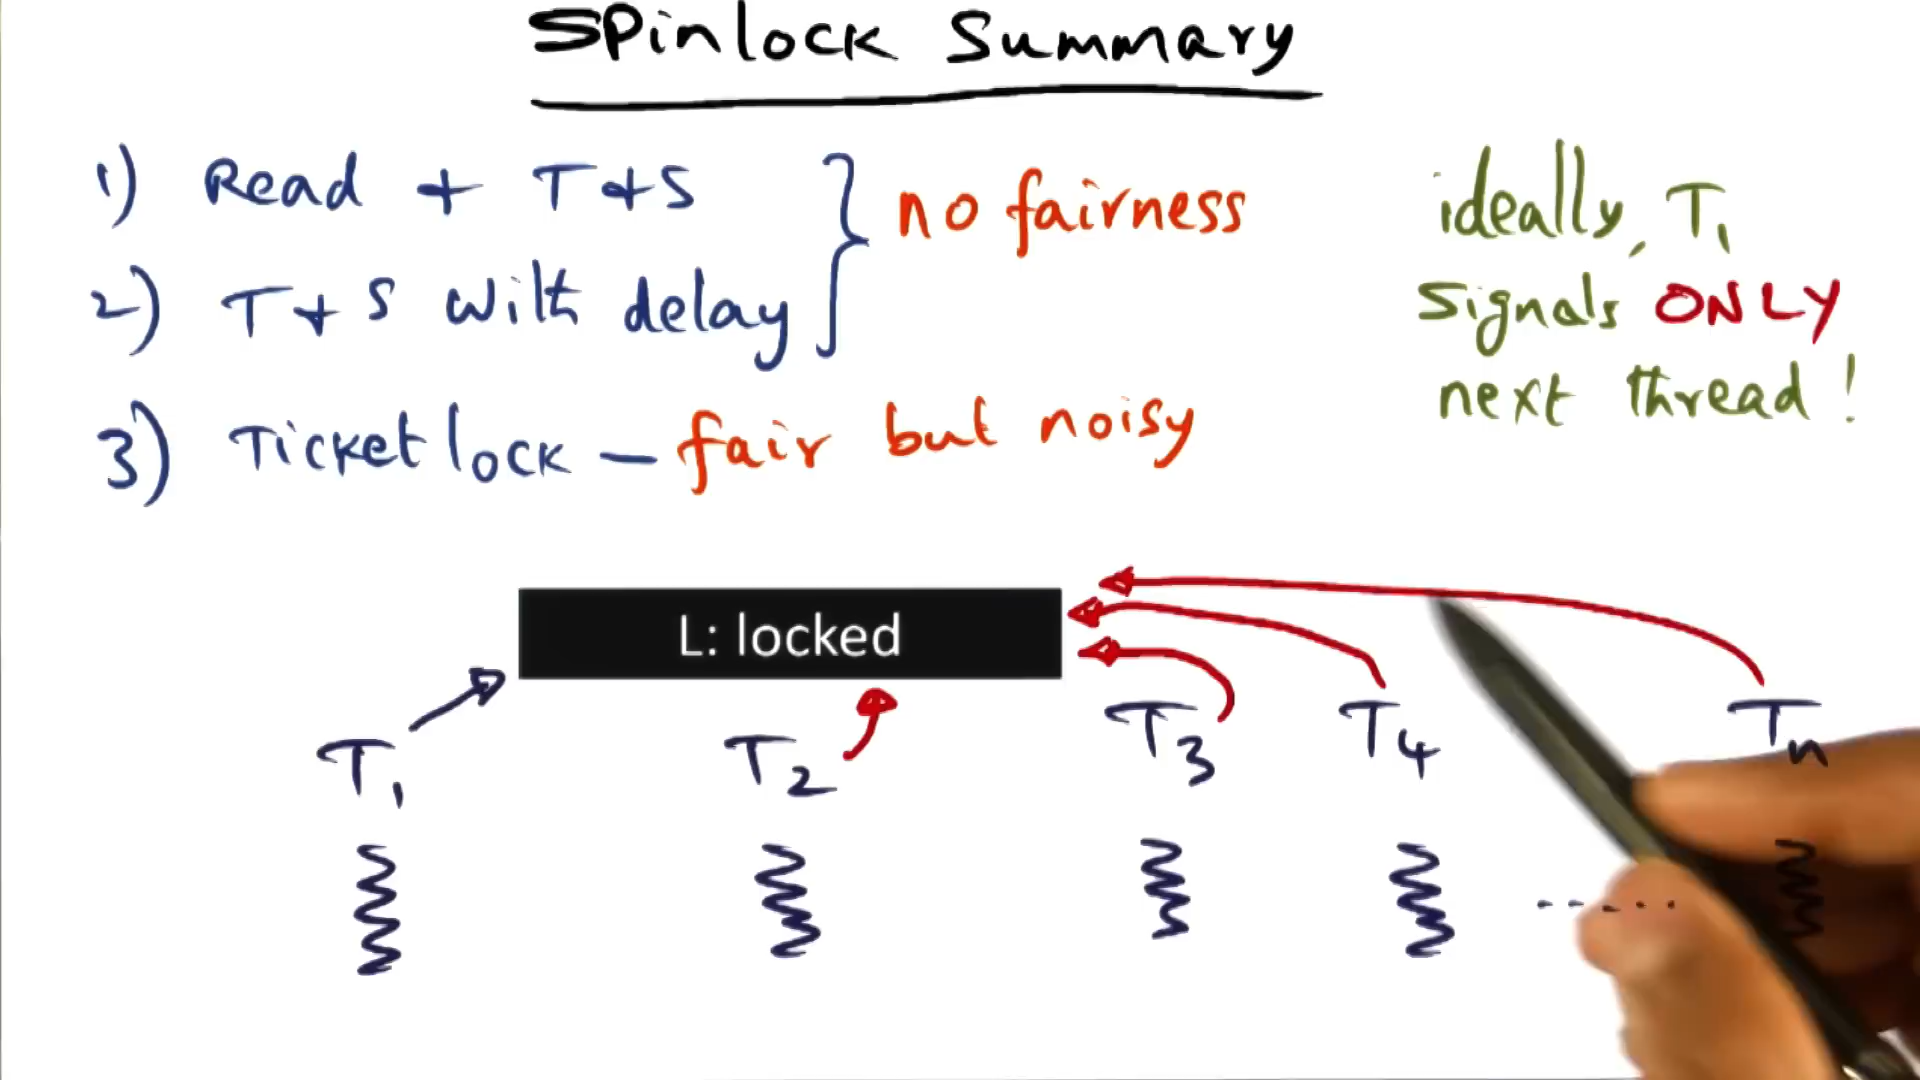 Spinlock Summary
1) Read + T+S } no fairness
2) T+S with delay
3) Ticket lock – fair but noisy
ideally, T1
signals ONLY
next thread!
L: locked
T1 T2 T3 T4 ----- Tn